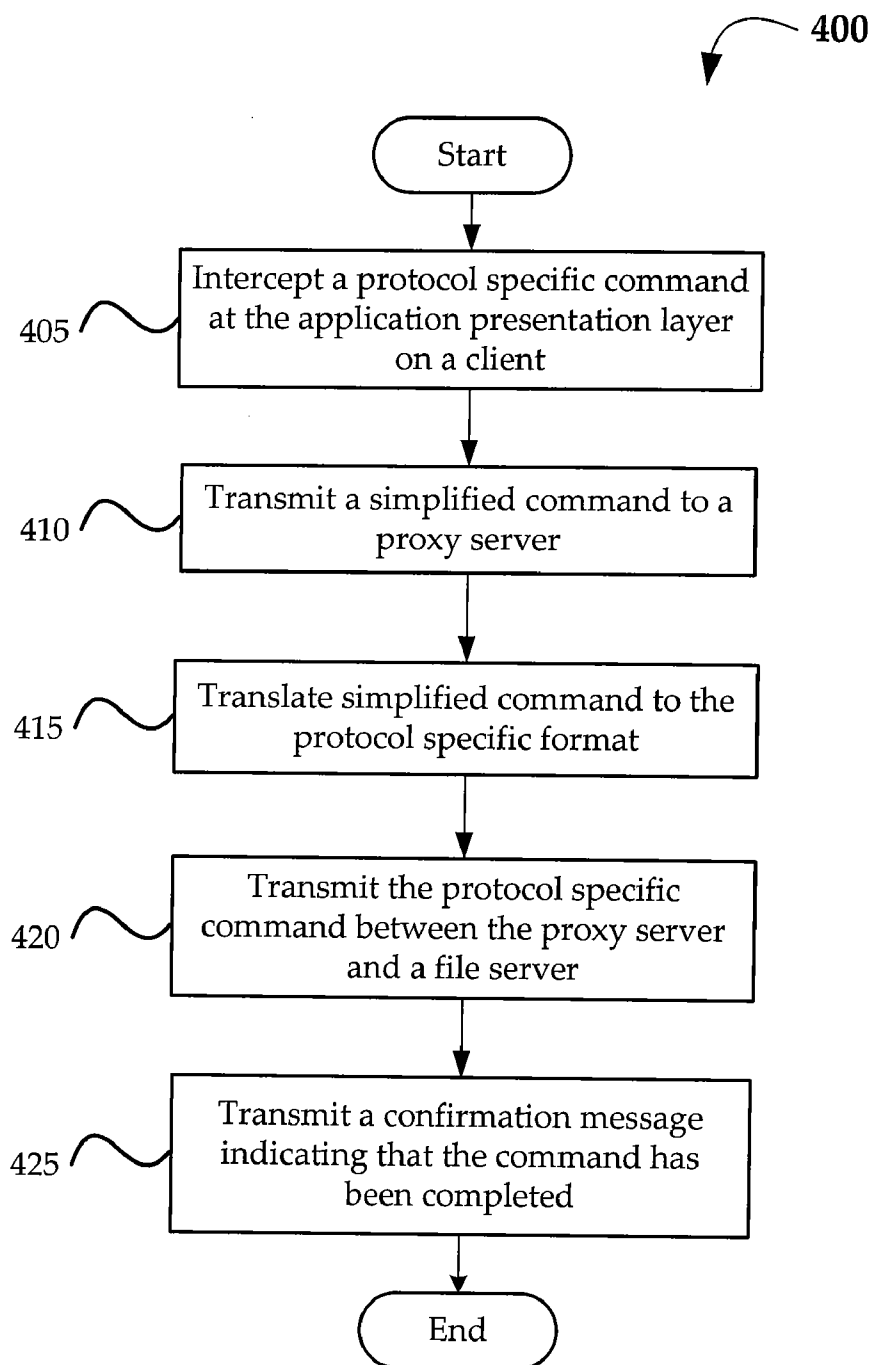 400
Start
405
Intercept a protocol specific command
at the application presentation layer
on a client
410
Transmit a simplified command to a
proxy server
415
Translate simplified command to the
protocol specific format
420
Transmit the protocol specific
command between the proxy server
and a file server
425
Transmit a confirmation message
indicating that the command has
been completed
End